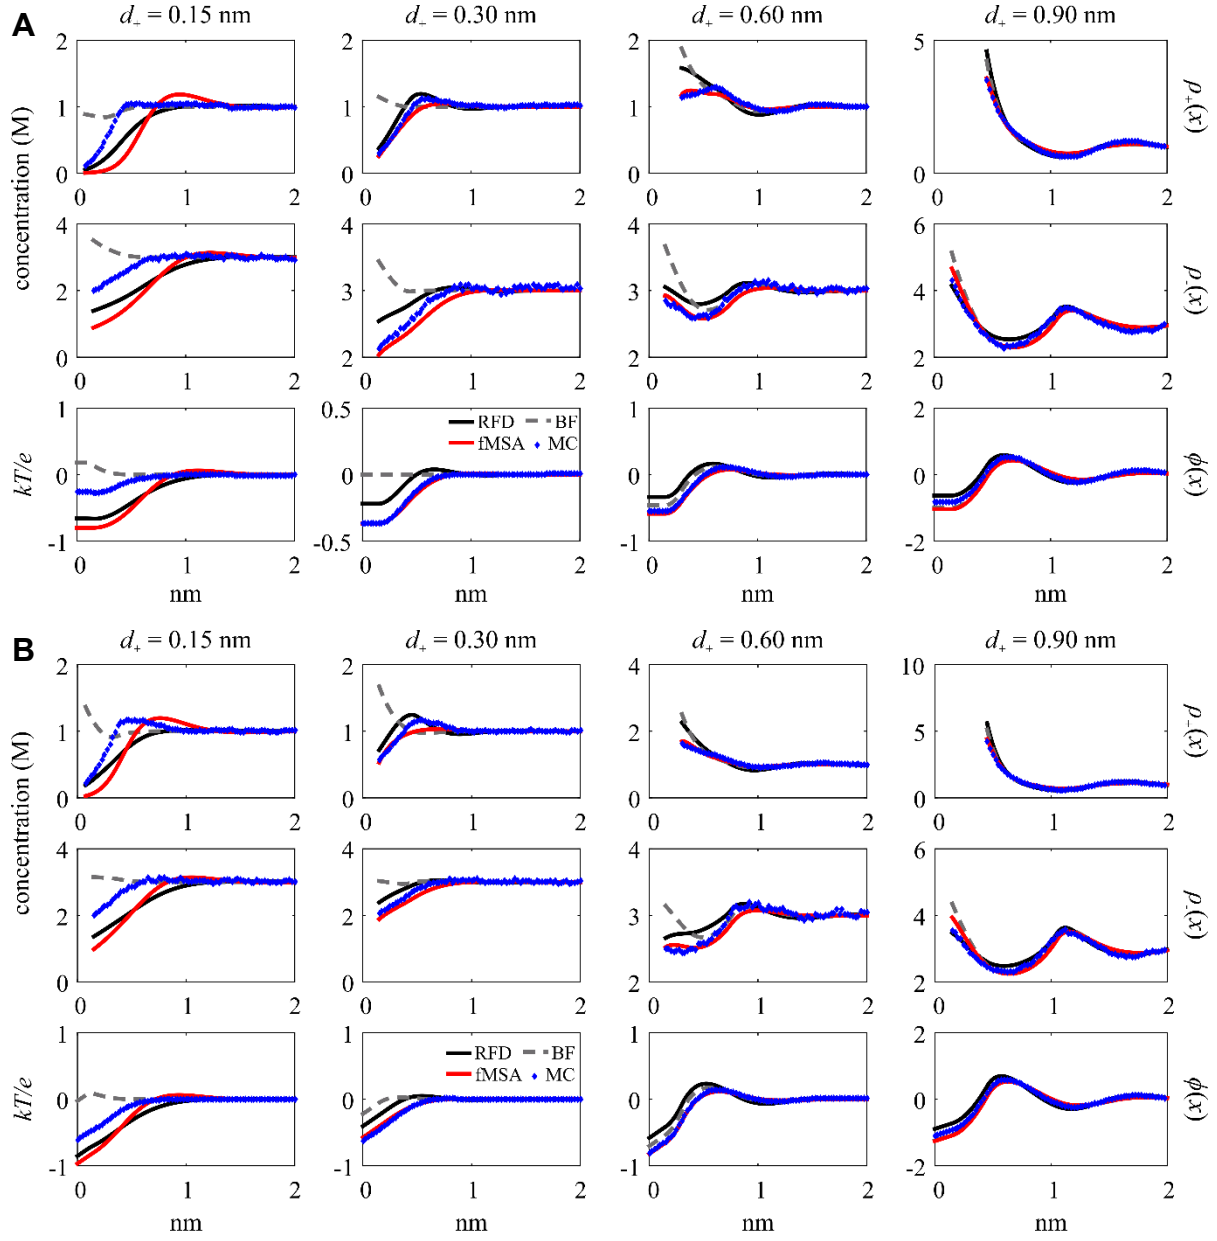 A
d₊ = 0.15 nm d₊ = 0.30 nm d₊ = 0.60 nm d₊ = 0.90 nm
concentration (M)
2 2 2 5
1 1 1
0 0 0 0
0 1 2 0 1 2 0 1 2 0 1 2
ρ₊(x)
4 4 4 6
2 3 3 4
0 2 2 2
0 1 2 0 1 2 0 1 2 0 1 2
ρ₋(x)
kT/e
1 0.5 1 2
RFD BF
fMSA MC
0 0 0
-1 -0.5 -1 -2
0 1 2 0 1 2 0 1 2 0 1 2
ϕ(x)
nm nm nm nm
B
d₊ = 0.15 nm d₊ = 0.30 nm d₊ = 0.60 nm d₊ = 0.90 nm
concentration (M)
2 2 4 10
1 1 2 5
0 0 0 0
0 1 2 0 1 2 0 1 2 0 1 2
ρ₊(x)
4 4 4 6
2 2 3 4
0 0 2 2
0 1 2 0 1 2 0 1 2 0 1 2
ρ₋(x)
kT/e
1 1 1 2
RFD BF
fMSA MC
0 0 0 0
-1 -1 -1 -2
0 1 2 0 1 2 0 1 2 0 1 2
ϕ(x)
nm nm nm nm